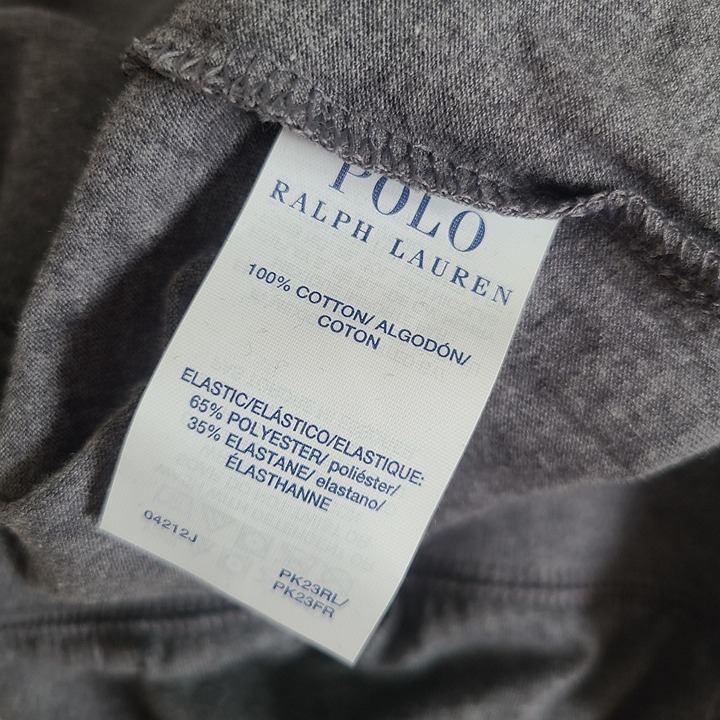 POLO
RALPH LAUREN
100% COTTON/ ALGODÓN/
COTON
ELASTIC/ELÁSTICO/ELASTIQUE:
65% POLYESTER/ poliéster/
35% ELASTANE/ elastano/
ÉLASTHANNE
04212J
PK23RL/
PK23FR